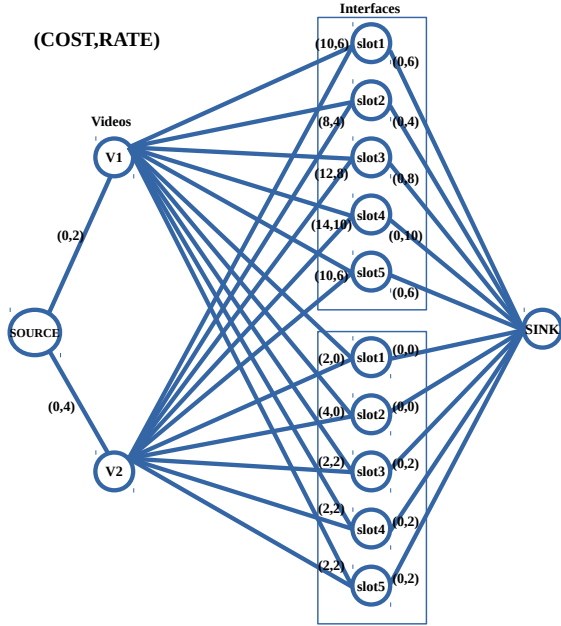 Interfaces
(COST,RATE)
(10,6)
slot1
(0,6)
slot2
(8,4)
(0,4)
Videos
V1
slot3
(12,8)
(0,8)
slot4
(14,10)
(0,10)
(0,2)
slot5
(10,6)
(0,6)
SOURCE
SINK
slot1
(2,0)
(0,0)
slot2
(4,0)
(0,0)
(0,4)
V2
slot3
(2,2)
(0,2)
slot4
(2,2)
(0,2)
slot5
(2,2)
(0,2)